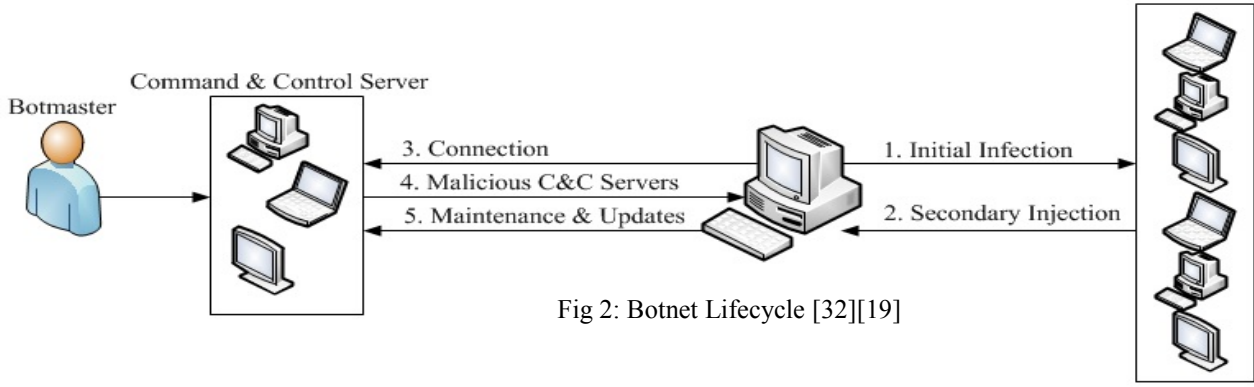 Command & Control Server
Botmaster
3. Connection
4. Malicious C&C Servers
5. Maintenance & Updates
1. Initial Infection
2. Secondary Injection
Fig 2: Botnet Lifecycle [32][19]